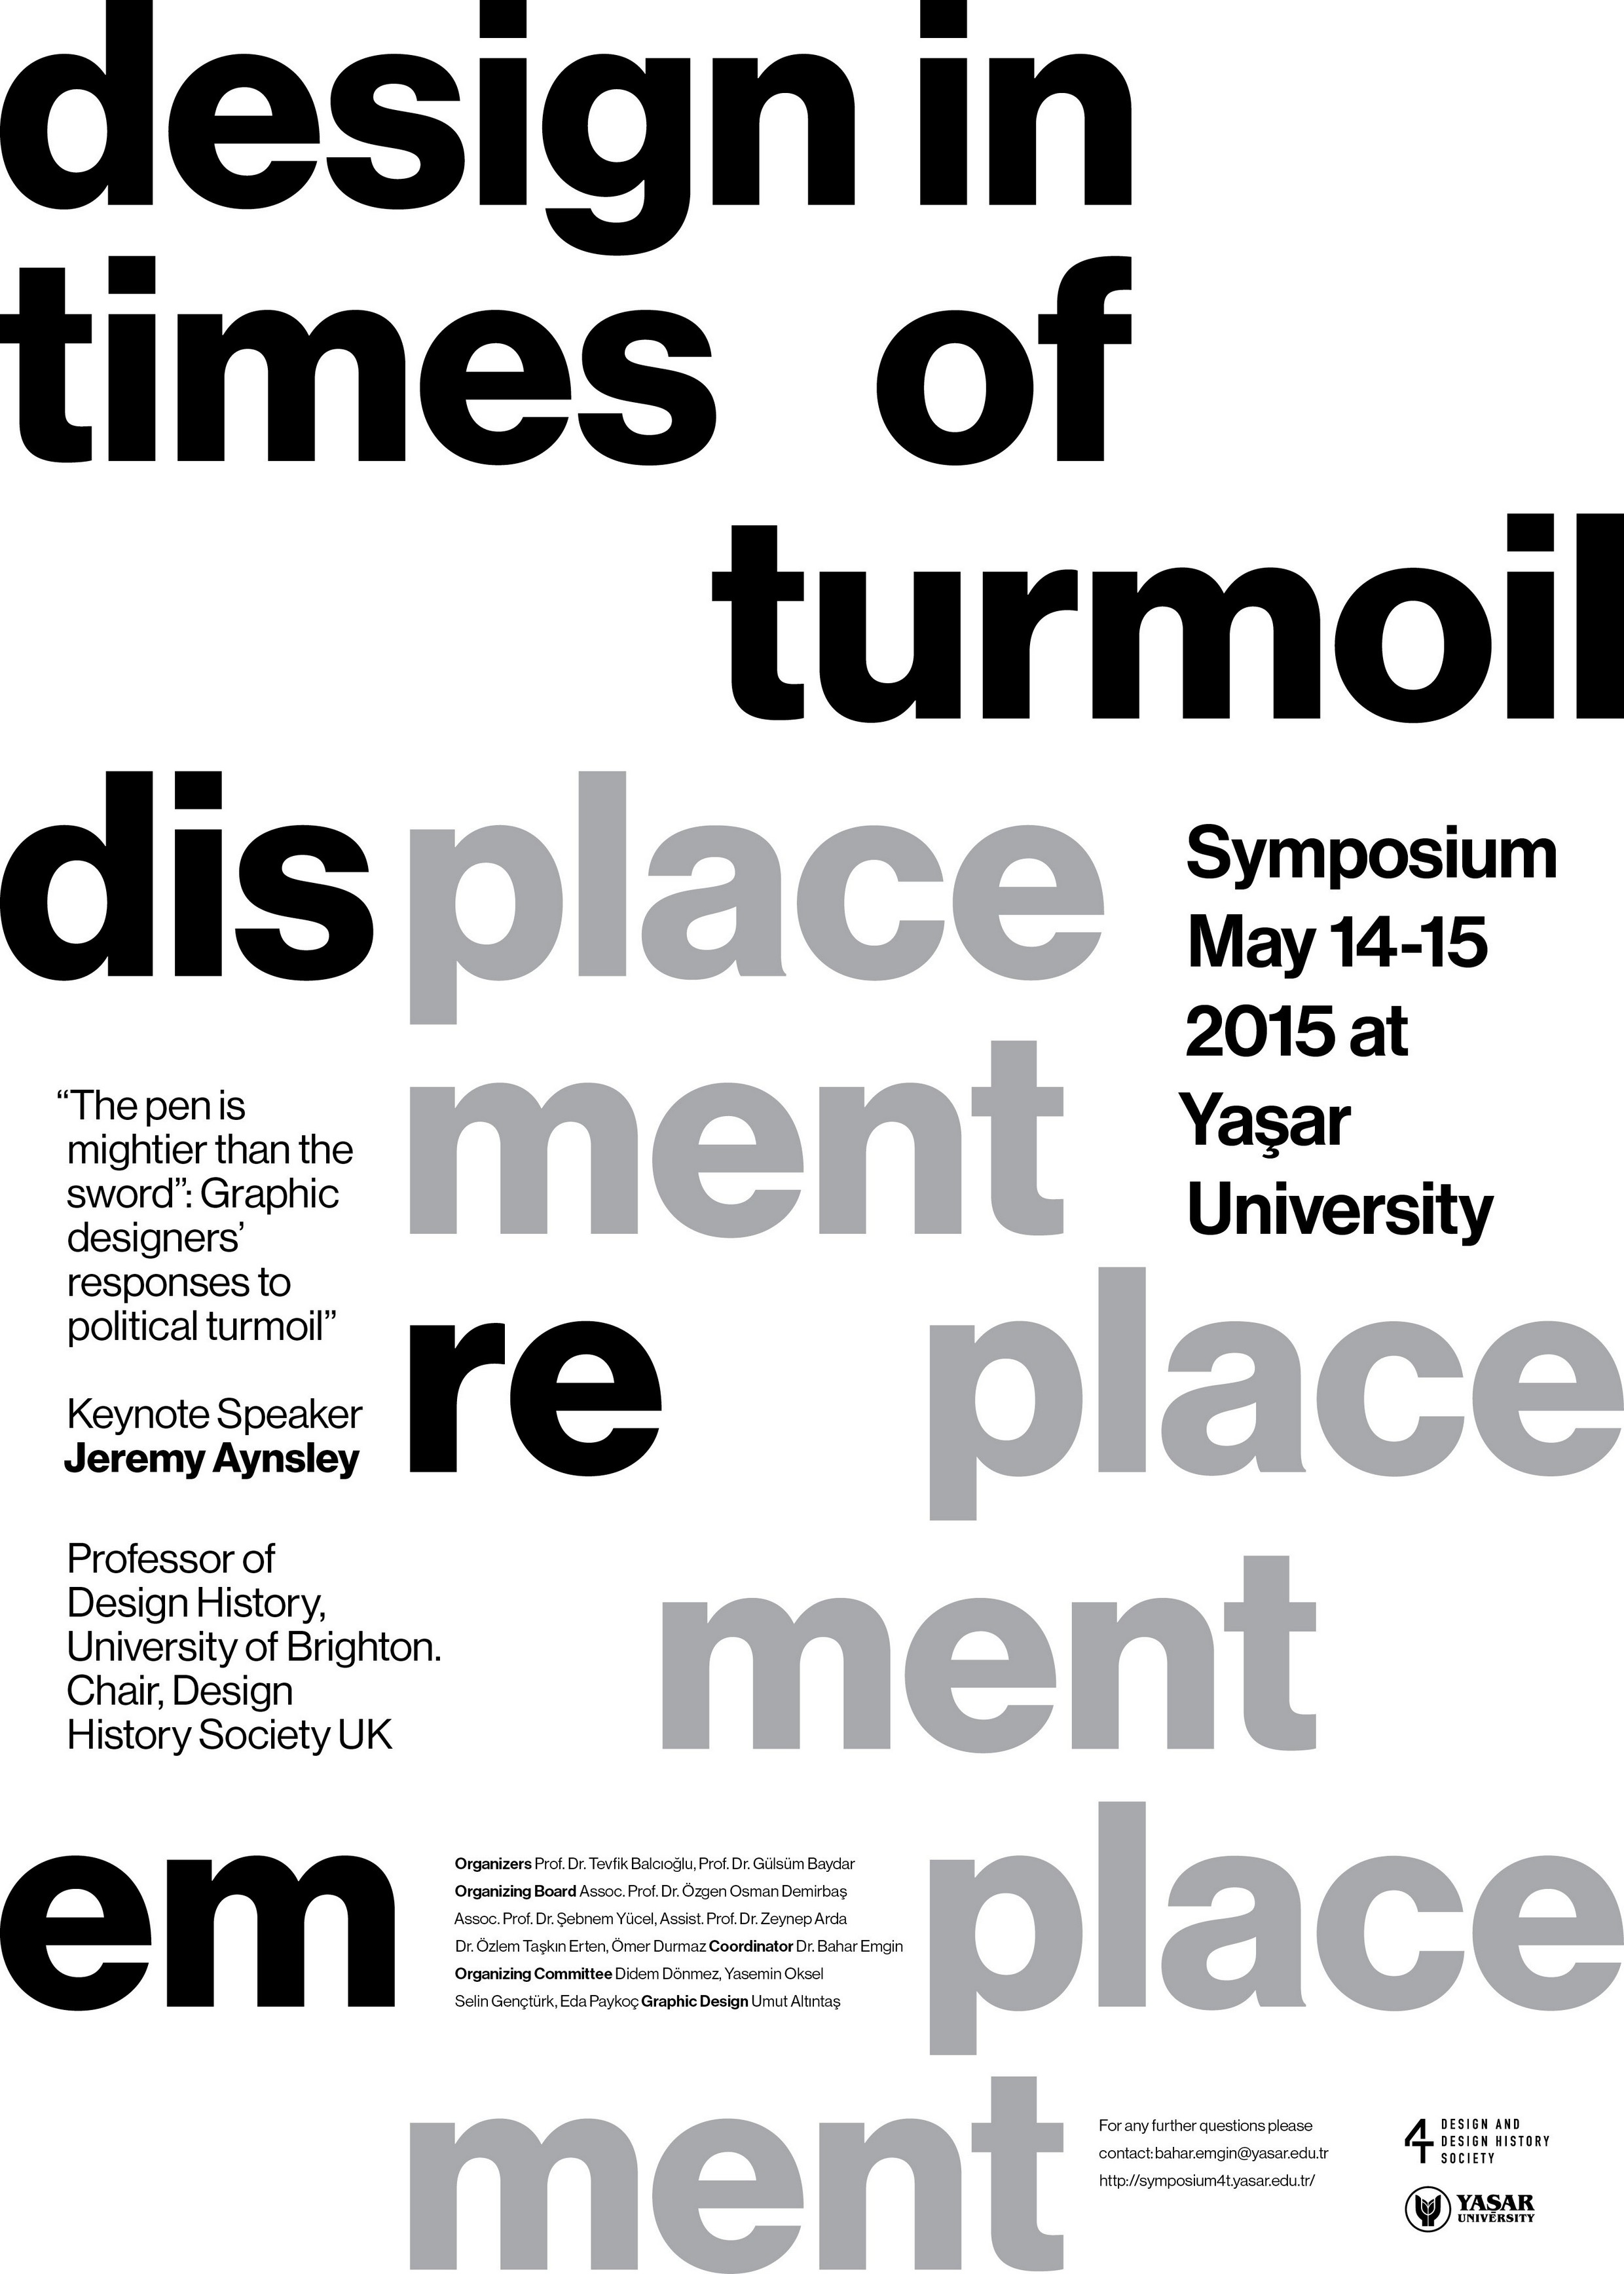 design in
times of
turmoil
displace
ment
replace
ment
emplace
ment
Symposium
May 14-15
2015 at
Yaşar
University
“The pen is
mightier than the
sword”: Graphic
designers’
responses to
political turmoil”
Keynote Speaker
Jeremy Aynsley
Professor of
Design History,
University of Brighton.
Chair, Design
History Society UK
Organizers Prof. Dr. Tevfik Balcıoğlu, Prof. Dr. Gülsüm Baydar
Organizing Board Assoc. Prof. Dr. Özgen Osman Demirbaş
Assoc. Prof. Dr. Şebnem Yücel, Assist. Prof. Dr. Zeynep Arda
Dr. Özlem Taşkın Erten, Ömer Durmaz Coordinator Dr. Bahar Emgin
Organizing Committee Didem Dönmez, Yasemin Oksel
Selin Gençtürk, Eda Paykoç Graphic Design Umut Altıntaş
For any further questions please
contact: bahar.emgin@yasar.edu.tr
http://symposium4t.yasar.edu.tr/
4T DESIGN AND
DESIGN HISTORY
SOCIETY
YAŞAR
UNIVERSITY